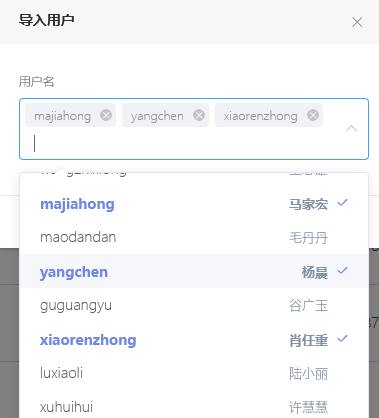 导入用户
用户名
majiahong yangchen xiaorenzhong
majiahong 马家宏
maodandan 毛丹丹
yangchen 杨晨
guguangyu 谷广玉
xiaorenzhong 肖任重
luxiaoli 陆小丽
xuhuihui 许慧慧